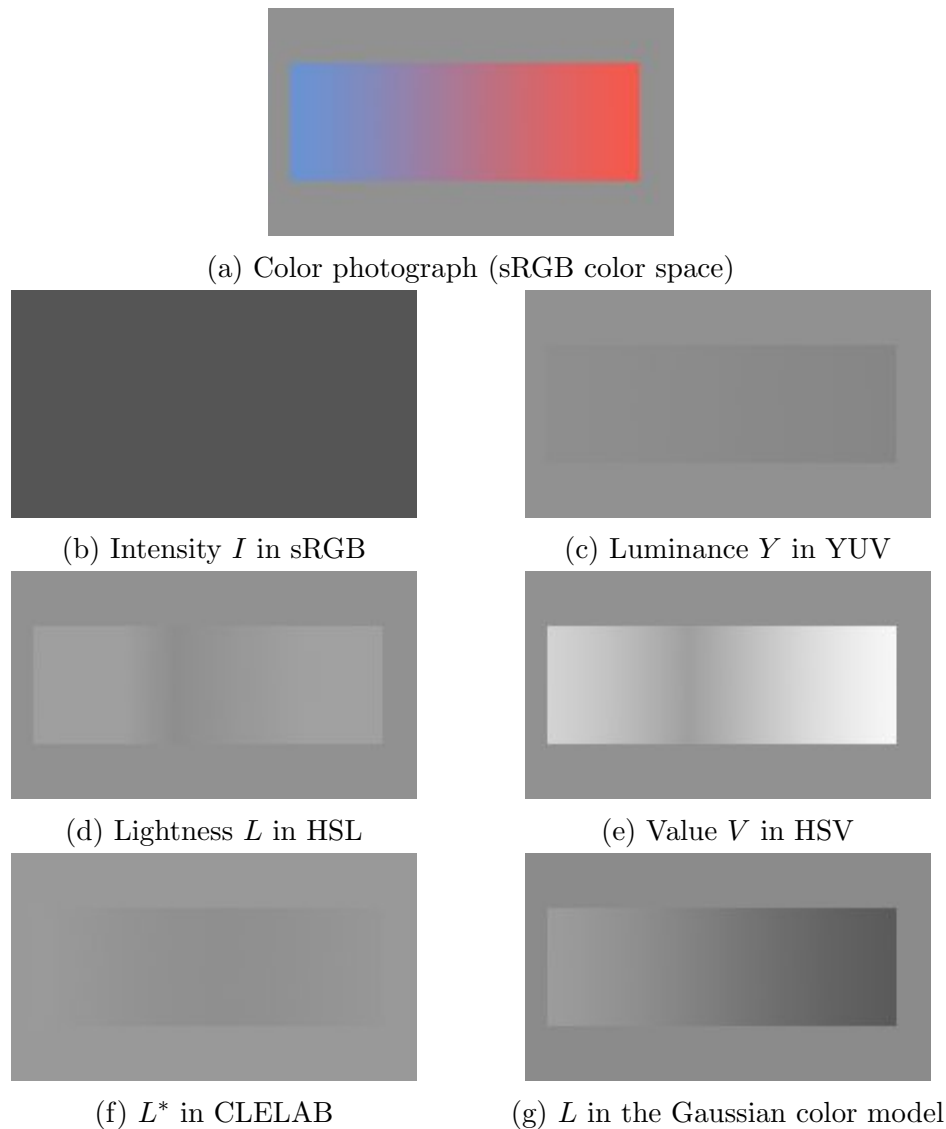 (a) Color photograph (sRGB color space)
(b) Intensity I in sRGB
(c) Luminance Y in YUV
(d) Lightness L in HSL
(e) Value V in HSV
(f) L* in CLELAB
(g) L in the Gaussian color model